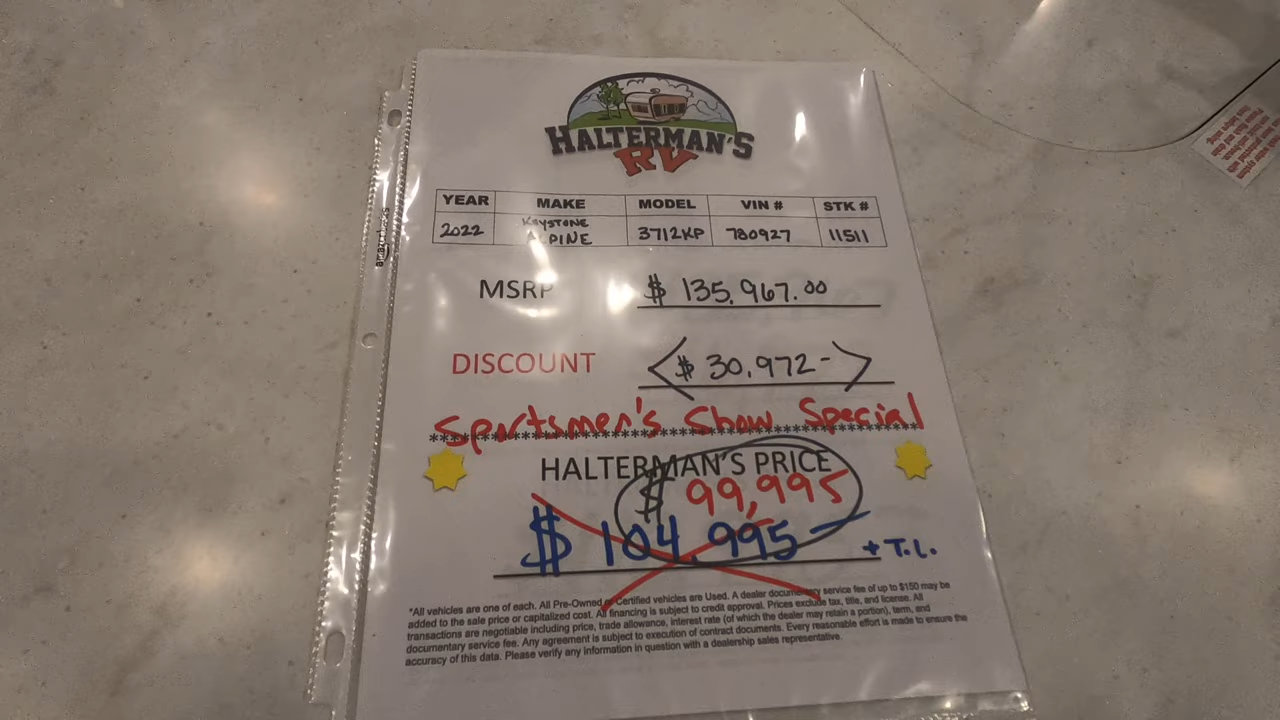 HALTERMAN'S
RV
YEAR MAKE MODEL VIN # STK #
2022 KEYSTONE ALPINE 3712KP 780927 11511
MSRP $ 135,967.00
DISCOUNT <$ 30,972->
Sportsmen's Show Special
************************************************
HALTERMAN'S PRICE
$ 99,995
$ 104,995 — + T.L.
*All vehicles are one of each. All Pre-Owned or Certified vehicles are Used. A dealer documentary service fee of up to $150 may be
added to the sale price or capitalized cost. All financing is subject to credit approval. Prices exclude tax, title, and license. All
transactions are negotiable including price, trade allowance, interest rate (of which the dealer may retain a portion), term, and
documentary service fee. Any agreement is subject to execution of contract documents. Every reasonable effort is made to ensure the
accuracy of this data. Please verify any information in question with a dealership sales representative.
amazonbasics